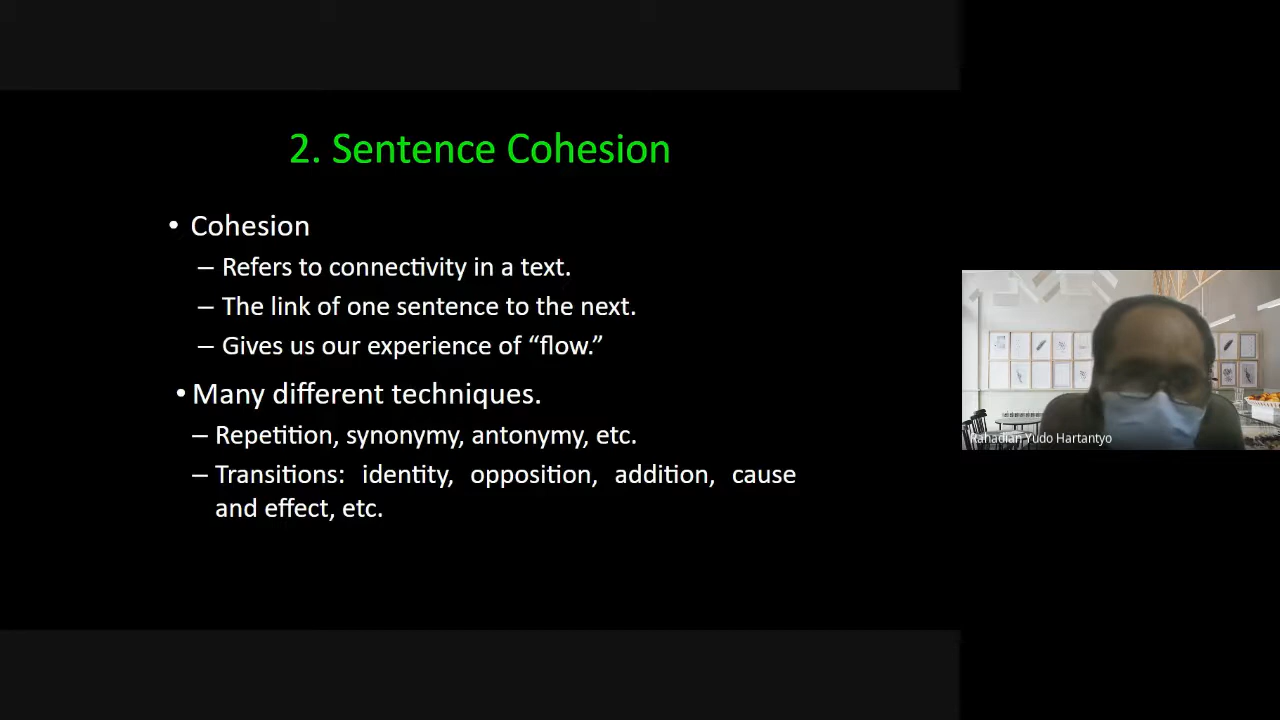 2. Sentence Cohesion
• Cohesion
– Refers to connectivity in a text.
– The link of one sentence to the next.
– Gives us our experience of “flow.”
• Many different techniques.
– Repetition, synonymy, antonymy, etc.
– Transitions: identity, opposition, addition, cause
and effect, etc.
Rahadian Yudo Hartantyo